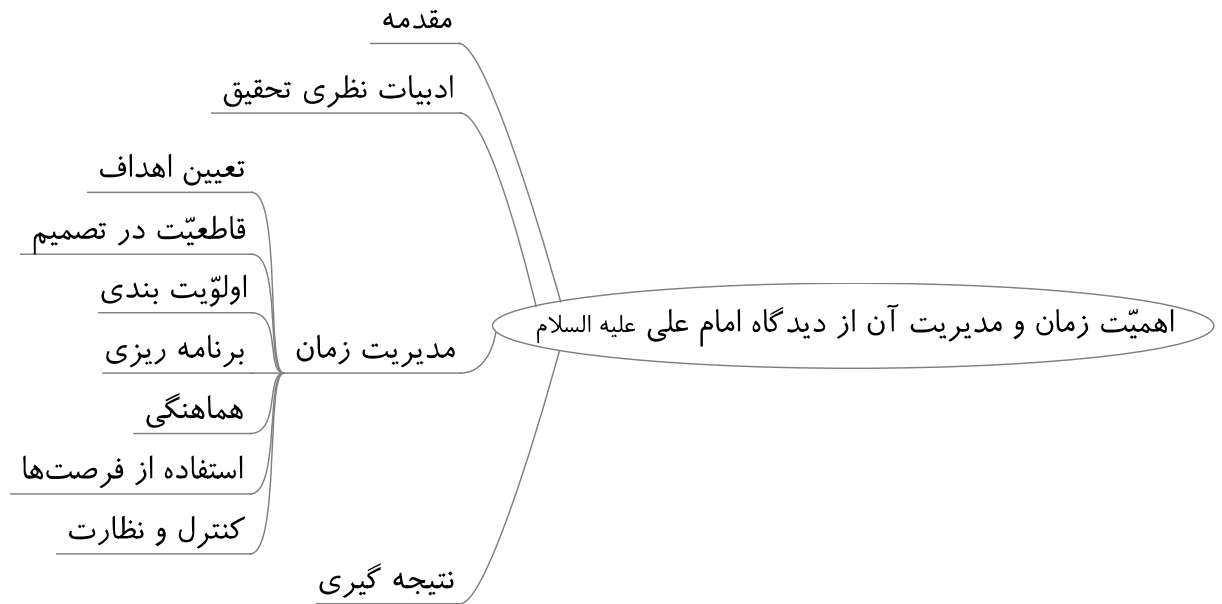 اهمیّت زمان و مدیریت آن از دیدگاه امام علی علیه السلام
مقدمه
ادبیات نظری تحقیق
مدیریت زمان
تعیین اهداف
قاطعیّت در تصمیم
اولوّیت بندی
برنامه ریزی
هماهنگی
استفاده از فرصت‌ها
کنترل و نظارت
نتیجه گیری